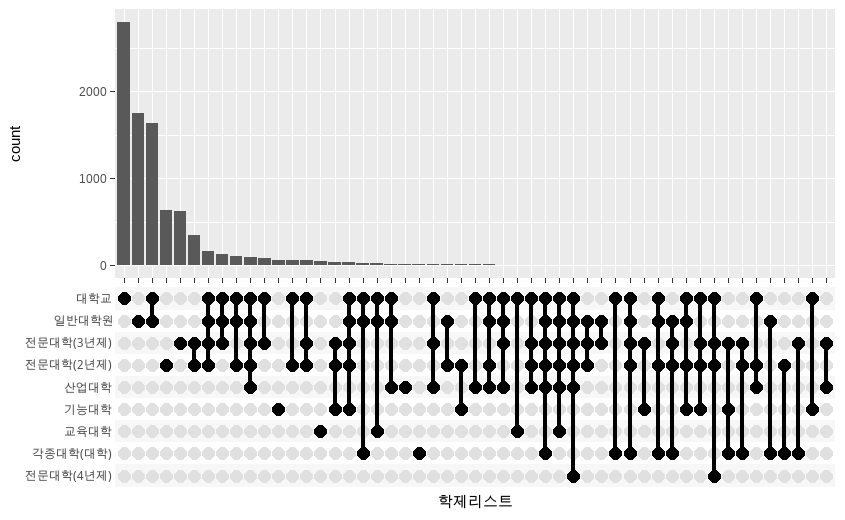 count
2000
1000
0
대학교
일반대학원
전문대학(3년제)
전문대학(2년제)
산업대학
기능대학
교육대학
각종대학(대학)
전문대학(4년제)
학제리스트